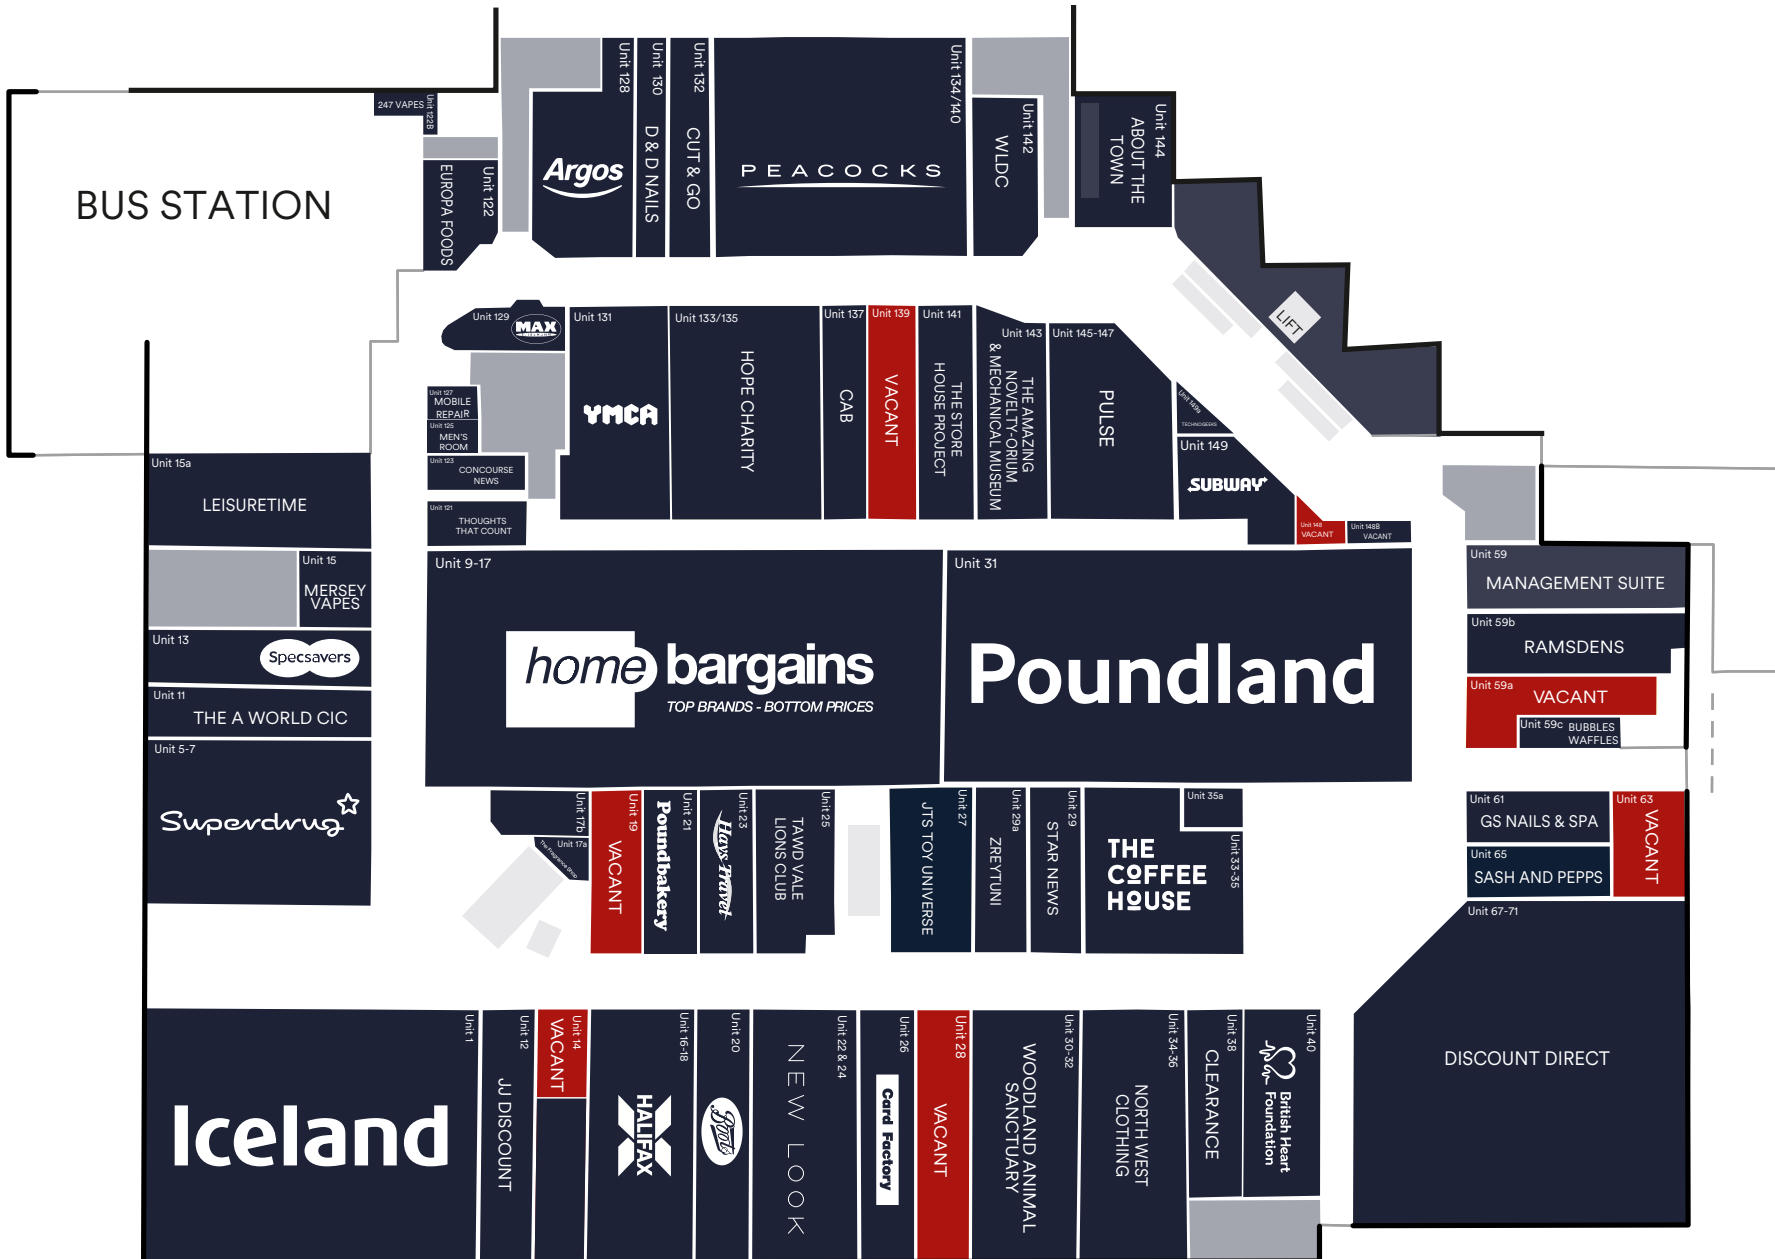 BUS STATION
247 VAPES
Unit 122B
EUROPA FOODS
Unit 122
Argos
Unit 128
D & D NAILS
Unit 130
CUT & GO
Unit 132
PEACOCKS
Unit 134/140
WLDC
Unit 142
ABOUT THE
TOWN
Unit 144
LIFT
Unit 129
MAX
Unit 131
YMCA
Unit 133/135
HOPE CHARITY
Unit 137
CAB
Unit 139
VACANT
Unit 141
THE STORE
HOUSE PROJECT
Unit 143
THE AMAZING
NOVELTY-ORIUM
& MECHANICAL MUSEUM
Unit 145-147
PULSE
Unit 149a
TECHNOGEEKS
Unit 149
SUBWAY
Unit 148
VACANT
Unit 148B
VACANT
Unit 127
MOBILE
REPAIR
Unit 125
MEN'S
ROOM
Unit 123
CONCOURSE
NEWS
Unit 121
THOUGHTS
THAT COUNT
Unit 15a
LEISURETIME
Unit 15
MERSEY
VAPES
Unit 13
Specsavers
Unit 11
THE A WORLD CIC
Unit 5-7
Superdrug
Unit 9-17
home bargains
TOP BRANDS - BOTTOM PRICES
Unit 31
Poundland
Unit 59
MANAGEMENT SUITE
Unit 59b
RAMSDENS
Unit 59a
VACANT
Unit 59c
BUBBLES
WAFFLES
Unit 17b
Unit 17a
The Fragrance Shop
Unit 19
VACANT
Unit 21
Poundbakery
Unit 23
Hays Travel
Unit 25
TAWD VALE
LIONS CLUB
Unit 27
JTS TOY UNIVERSE
Unit 29a
ZREYTUNI
Unit 29
STAR NEWS
THE
COFFEE
HOUSE
Unit 35a
Unit 33-35
Unit 61
GS NAILS & SPA
Unit 63
VACANT
Unit 65
SASH AND PEPPS
Unit 67-71
DISCOUNT DIRECT
Unit 1
Iceland
Unit 12
JJ DISCOUNT
Unit 14
VACANT
Unit 16-18
HALIFAX
Unit 20
Boots
Unit 22 & 24
NEW LOOK
Unit 26
Card Factory
Unit 28
VACANT
Unit 30-32
WOODLAND ANIMAL
SANCTUARY
Unit 34-36
NORTH WEST
CLOTHING
Unit 38
CLEARANCE
Unit 40
British Heart
Foundation